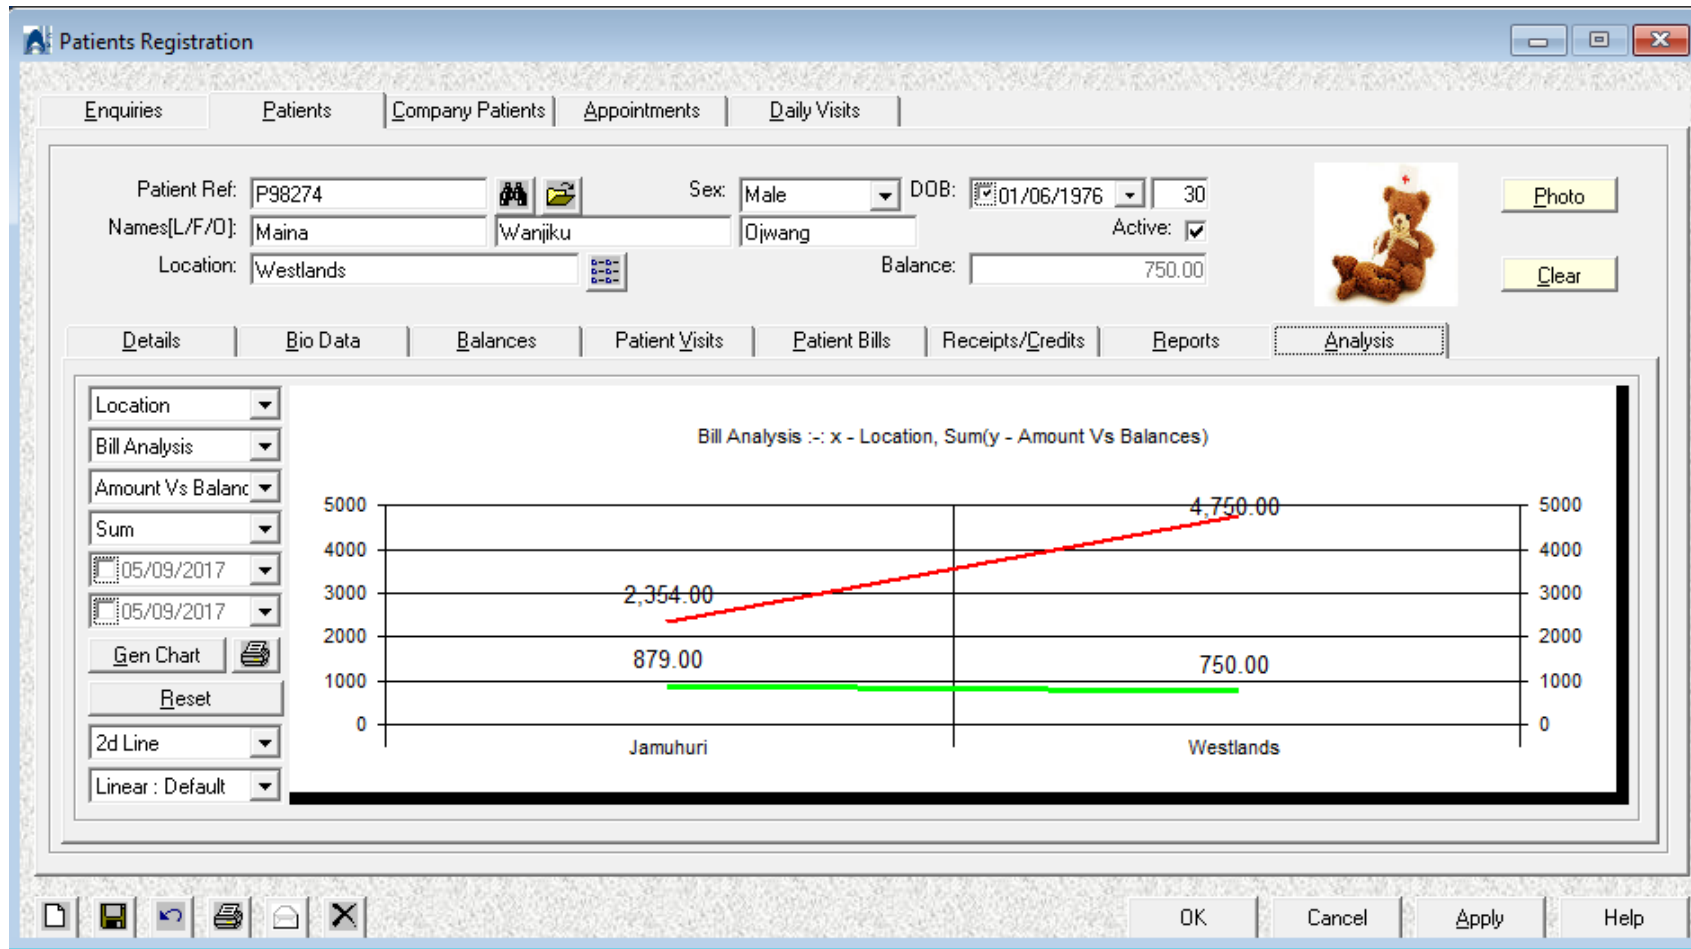 Patients Registration
Enquiries Patients Company Patients Appointments Daily Visits
Patient Ref: P98274 Sex: Male DOB: 01/06/1976 30 Photo
Names[L/F/O]: Maina Wanjiku Ojwang Active:
Location: Westlands Balance: 750.00 Clear
Details Bio Data Balances Patient Visits Patient Bills Receipts/Credits Reports Analysis
Location
Bill Analysis
Amount Vs Balanc
Sum
05/09/2017
05/09/2017
Gen Chart
Reset
2d Line
Linear : Default
Bill Analysis :-: x - Location, Sum(y - Amount Vs Balances)
5000 4,750.00 5000
4000 4000
3000 2,354.00 3000
2000 2000
879.00 750.00
1000 1000
0 0
Jamuhuri Westlands
OK Cancel Apply Help